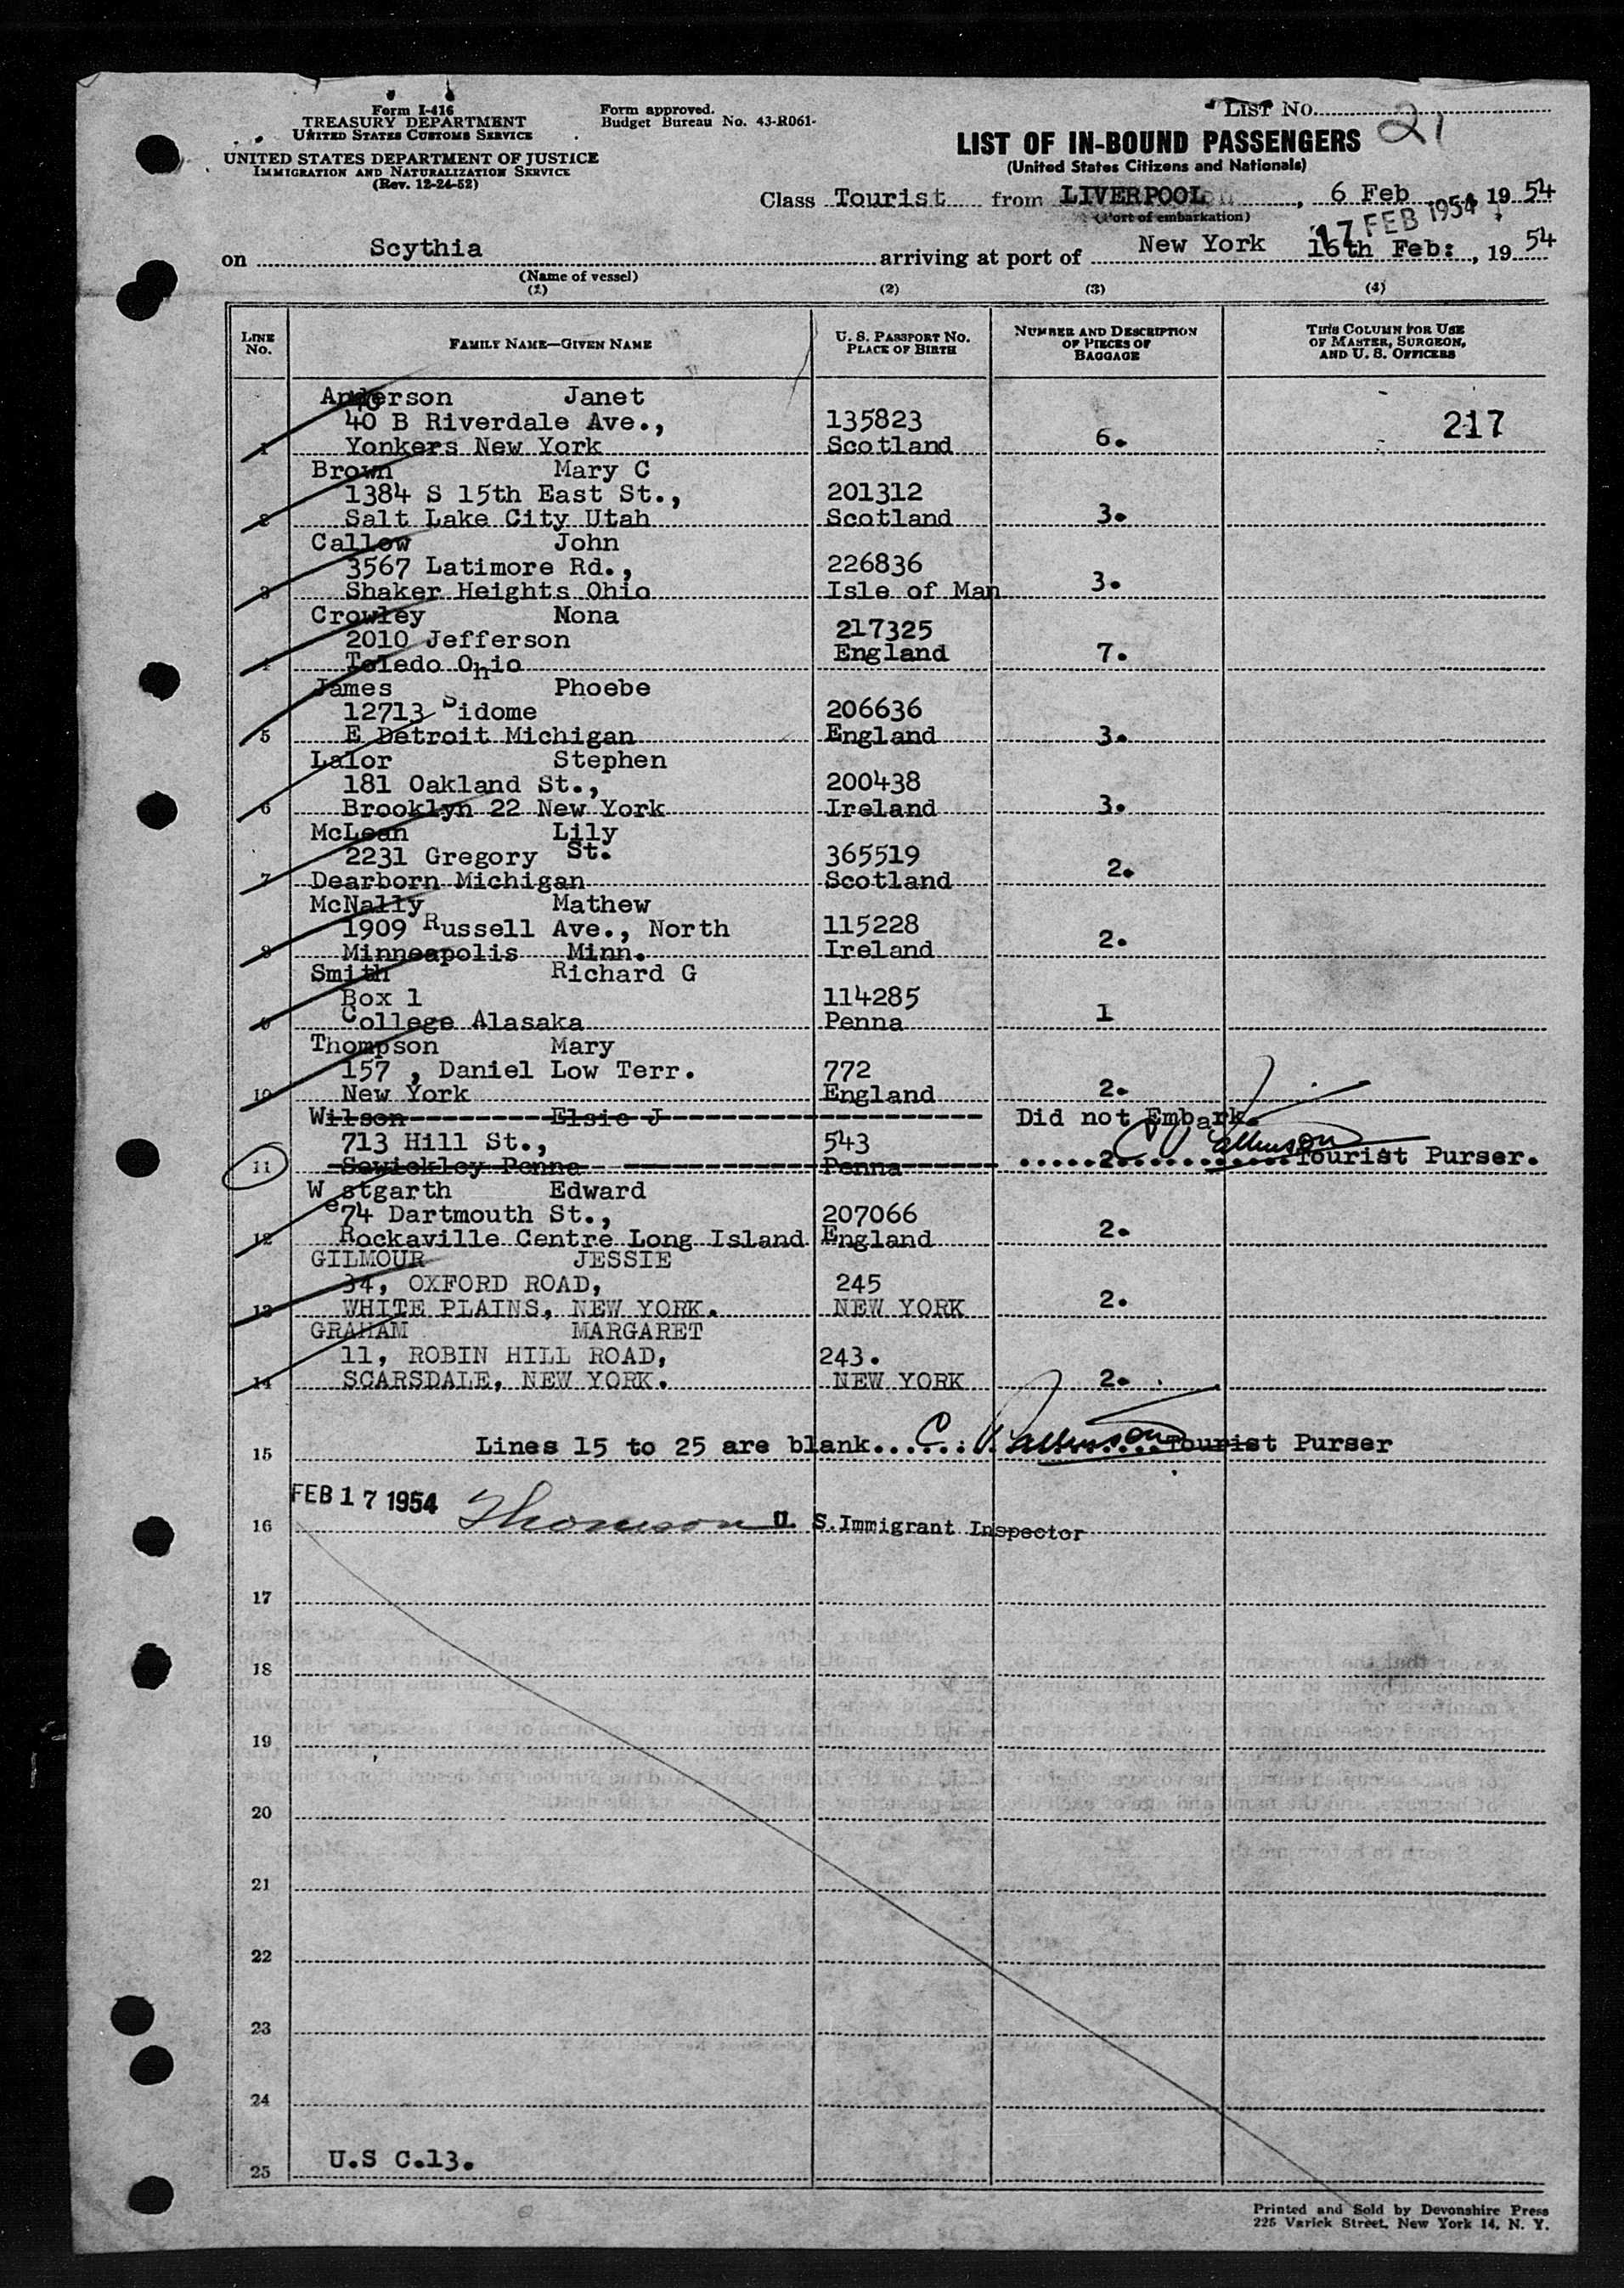 Form I-416
TREASURY DEPARTMENT
UNITED STATES CUSTOMS SERVICE
UNITED STATES DEPARTMENT OF JUSTICE
IMMIGRATION AND NATURALIZATION SERVICE
(Rev. 12-24-52)
Form approved.
Budget Bureau No. 43-R061-
LIST NO. 21
LIST OF IN-BOUND PASSENGERS
(United States Citizens and Nationals)
Class Tourist from LIVERPOOL, 6 Feb, 1954
(Port of embarkation)
17 FEB 1954
on Scythia arriving at port of New York 16th Feb:, 1954
(Name of vessel)
(1) (2) (3) (4)
LINE NO. FAMILY NAME—GIVEN NAME U. S. PASSPORT NO. PLACE OF BIRTH NUMBER AND DESCRIPTION OF PIECES OF BAGGAGE THIS COLUMN FOR USE OF MASTER, SURGEON, AND U. S. OFFICERS
Anderson Janet
40 B Riverdale Ave., 135823 217
1 Yonkers New York Scotland 6.
Brown Mary C
1384 S 15th East St., 201312
2 Salt Lake City Utah Scotland 3.
Callow John
3567 Latimore Rd., 226836
3 Shaker Heights Ohio Isle of Man 3.
Crowley Mona
2010 Jefferson 217325
4 Toledo Ohio England 7.
James Phoebe
12713 Sidome 206636
5 E Detroit Michigan England 3.
Lalor Stephen
181 Oakland St., 200438
6 Brooklyn 22 New York Ireland 3.
McLean Lily
2231 Gregory St. 365519
7 Dearborn Michigan Scotland 2.
McNally Mathew
1909 Russell Ave., North 115228
8 Minneapolis Minn. Ireland 2.
Smith Richard G
Box 1 114285
9 College Alasaka Penna 1
Thompson Mary
157 , Daniel Low Terr. 772
10 New York England 2.
Wilson Elsie J Did not Embark.
713 Hill St., 543
11 Sewickley Penna Penna 2. Tourist Purser.
Westgarth Edward
74 Dartmouth St., 207066
12 Rockaville Centre Long Island England 2.
GILMOUR JESSIE
34, OXFORD ROAD, 245
13 WHITE PLAINS, NEW YORK. NEW YORK 2.
GRAHAM MARGARET
11, ROBIN HILL ROAD, 243.
14 SCARSDALE, NEW YORK. NEW YORK 2.
15 Lines 15 to 25 are blank. Tourist Purser
FEB 17 1954
16 Thomson U. S. Immigrant Inspector
17
18
19
20
21
22
23
24
25 U.S C.13.
Printed and Sold by Devonshire Press
225 Varick Street, New York 14, N. Y.